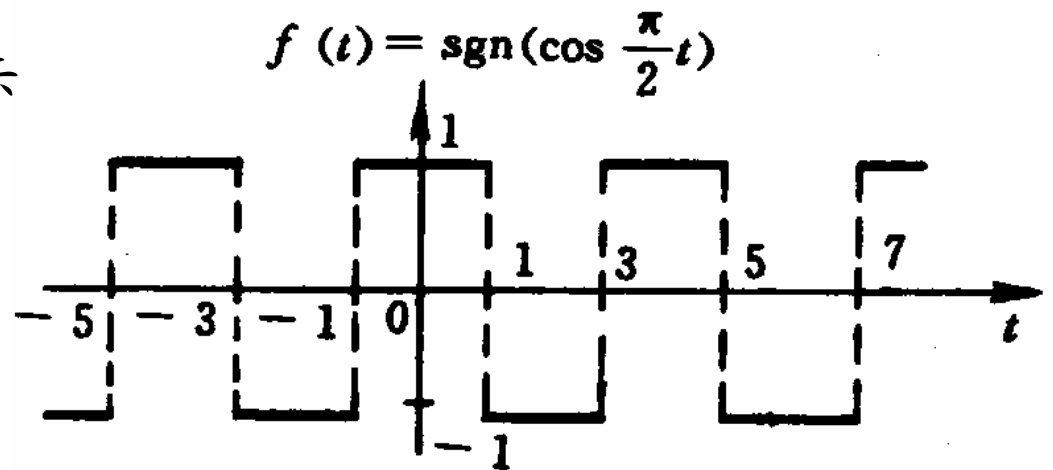 f (t) = sgn(cos π/2 t)
1
1 3 5 7
− 5 − 3 − 1 0 t
− 1